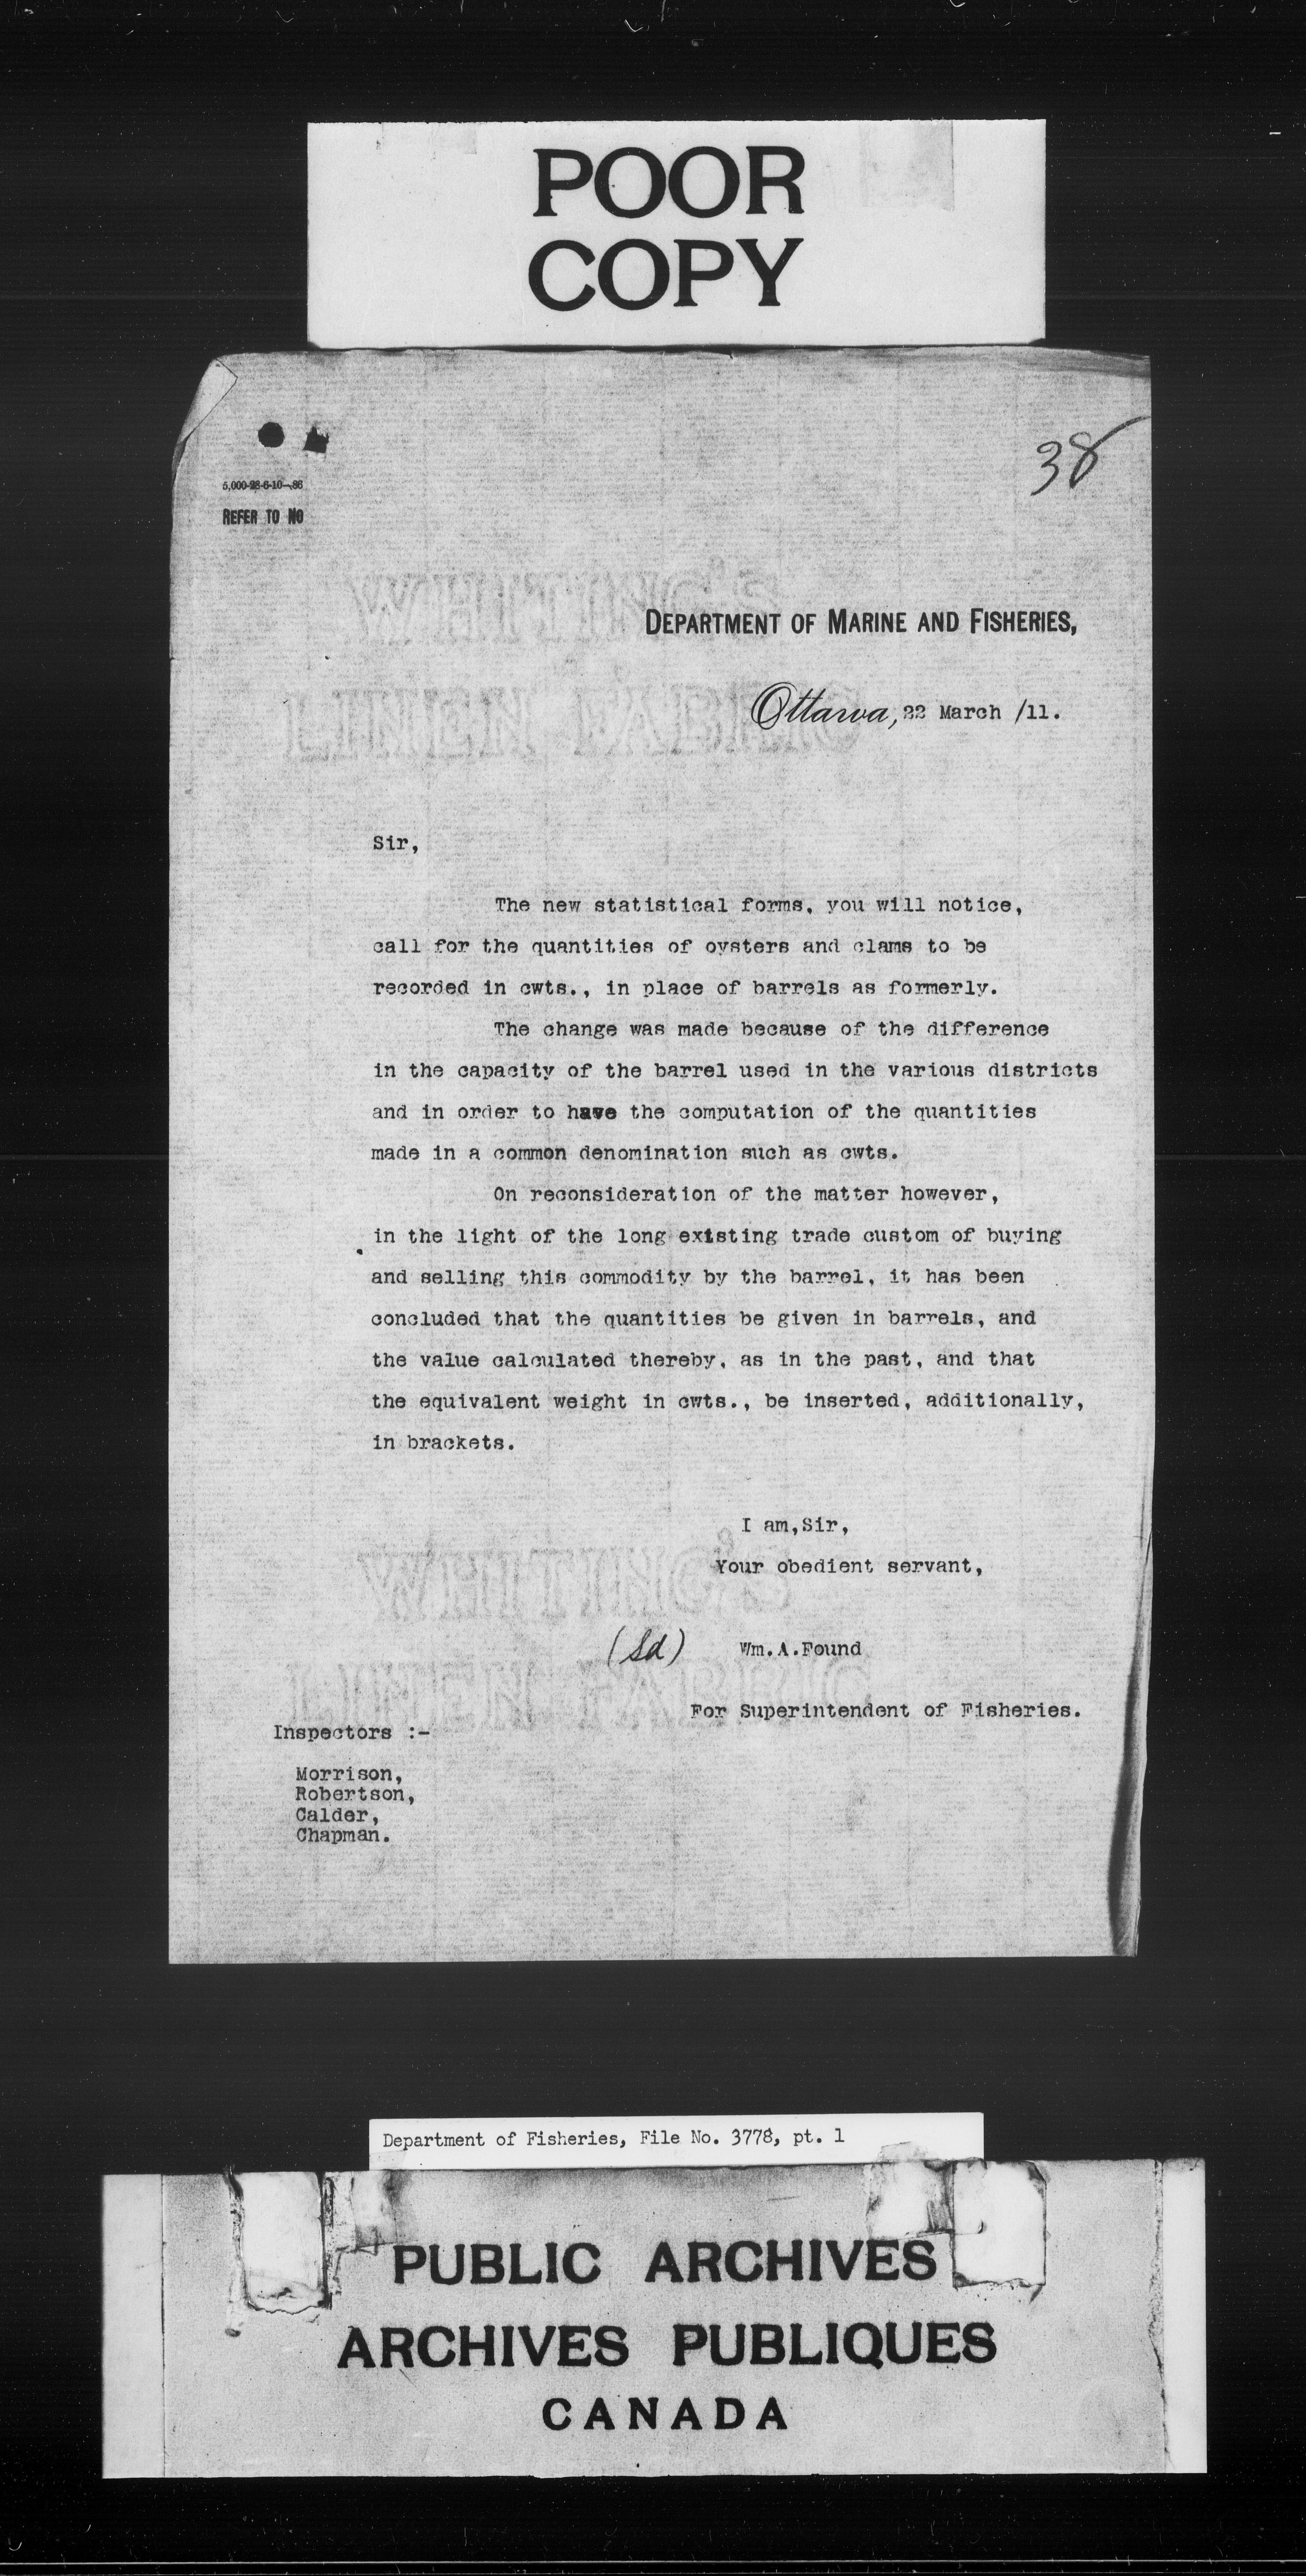 POOR
COPY
38
5,000-28-6-10-.86
REFER TO NO
WHITING'S
DEPARTMENT OF MARINE AND FISHERIES,
LINEN FABRIC
Ottawa, 22 March /11.
Sir,
The new statistical forms, you will notice,
call for the quantities of oysters and clams to be
recorded in cwts., in place of barrels as formerly.
The change was made because of the difference
in the capacity of the barrel used in the various districts
and in order to have the computation of the quantities
made in a common denomination such as cwts.
On reconsideration of the matter however,
in the light of the long existing trade custom of buying
and selling this commodity by the barrel, it has been
concluded that the quantities be given in barrels, and
the value calculated thereby, as in the past, and that
the equivalent weight in cwts., be inserted, additionally,
in brackets.
I am,Sir,
Your obedient servant,
WHITING'S
(Sd) Wm.A.Found
LINEN FABRIC
For Superintendent of Fisheries.
Inspectors :-
Morrison,
Robertson,
Calder,
Chapman.
Department of Fisheries, File No. 3778, pt. 1
PUBLIC ARCHIVES
ARCHIVES PUBLIQUES
CANADA